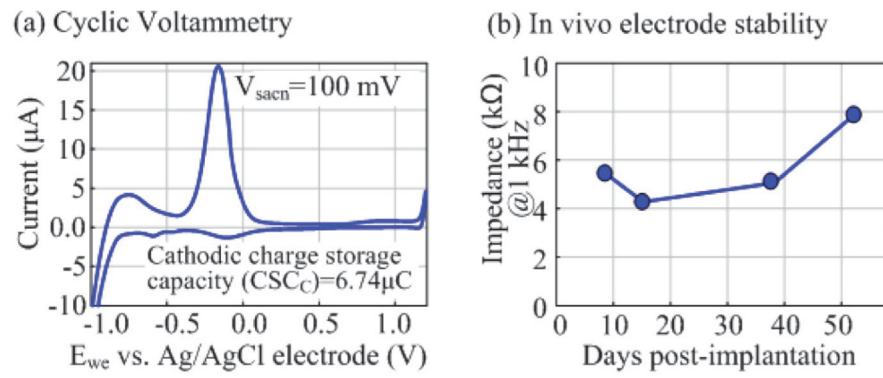 (a) Cyclic Voltammetry
20
15
10
5
0.0
-5
-10
Current (μA)
V_sacn=100 mV
Cathodic charge storage
capacity (CSC_C)=6.74μC
-1.0 -0.5 0.0 0.5 1.0
E_we vs. Ag/AgCl electrode (V)
(b) In vivo electrode stability
10
8
6
4
2
0
Impedance (kΩ)
@1 kHz
0 10 20 30 40 50
Days post-implantation